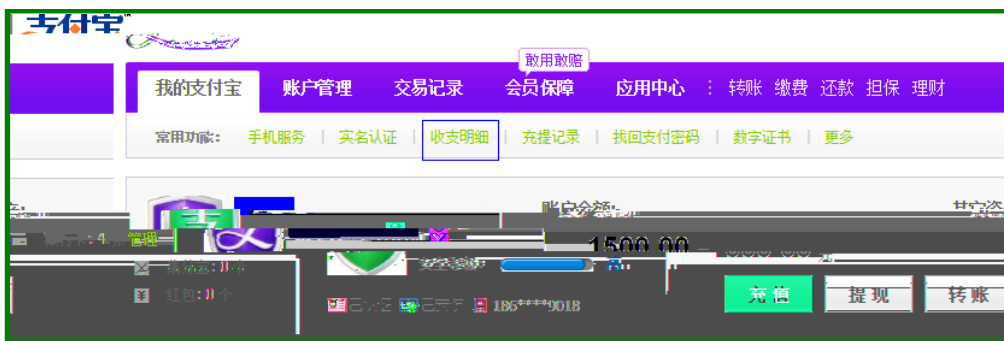 支付宝
敢用敢赔
我的支付宝 账户管理 交易记录 会员保障 应用中心 转账 缴费 还款 担保 理财
常用功能: 手机服务 实名认证 收支明细 充提记录 找回支付密码 数字证书 更多
账户余额:
管理
1500.00
红包:0个
186****9018
充值 提现 转账